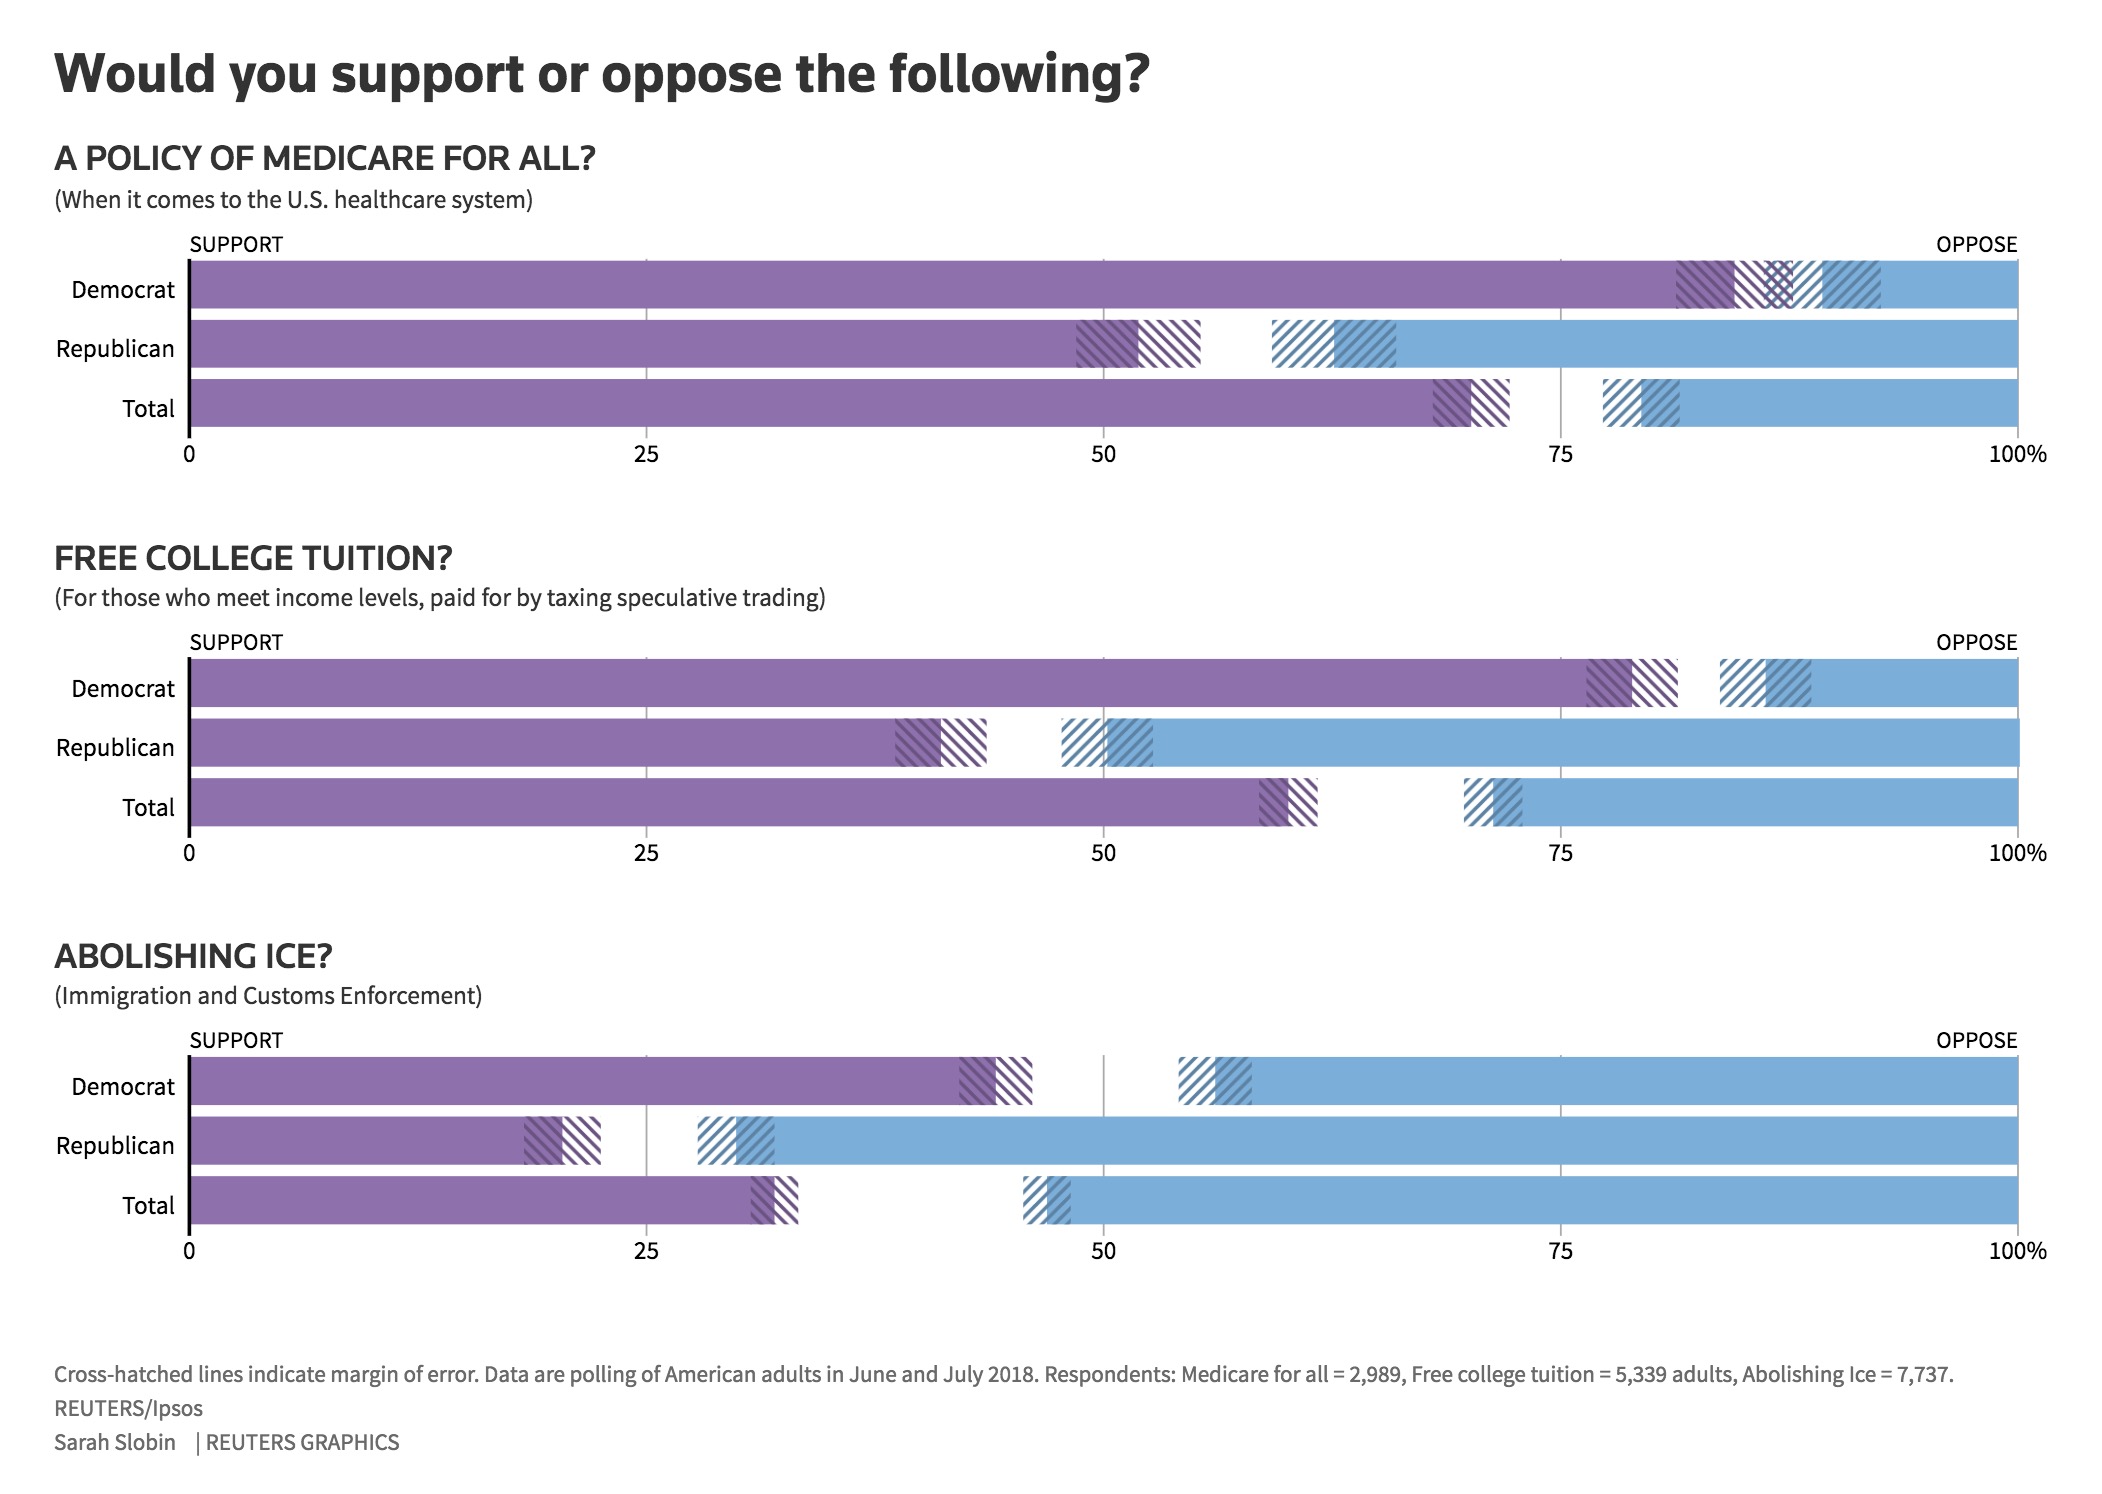 Would you support or oppose the following?
A POLICY OF MEDICARE FOR ALL?
(When it comes to the U.S. healthcare system)
SUPPORT OPPOSE
Democrat
Republican
Total
0 25 50 75 100%
FREE COLLEGE TUITION?
(For those who meet income levels, paid for by taxing speculative trading)
SUPPORT OPPOSE
Democrat
Republican
Total
0 25 50 75 100%
ABOLISHING ICE?
(Immigration and Customs Enforcement)
SUPPORT OPPOSE
Democrat
Republican
Total
0 25 50 75 100%
Cross-hatched lines indicate margin of error. Data are polling of American adults in June and July 2018. Respondents: Medicare for all = 2,989, Free college tuition = 5,339 adults, Abolishing Ice = 7,737.
REUTERS/Ipsos
Sarah Slobin | REUTERS GRAPHICS